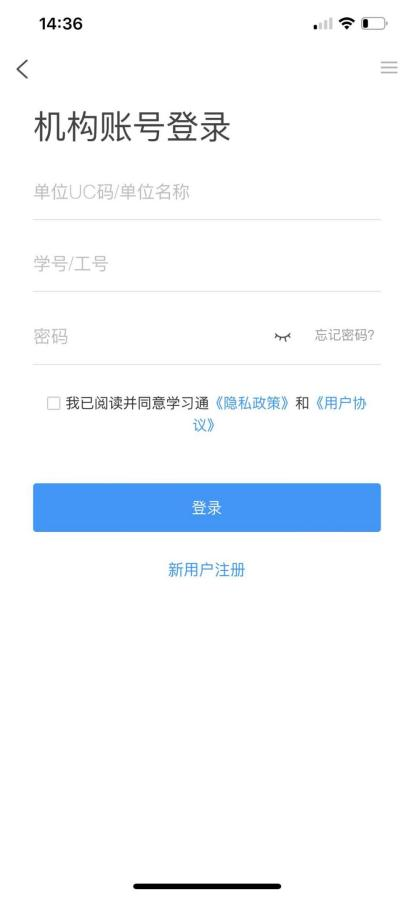 14:36
机构账号登录
单位UC码/单位名称
学号/工号
密码
忘记密码?
我已阅读并同意学习通《隐私政策》和《用户协
议》
登录
新用户注册